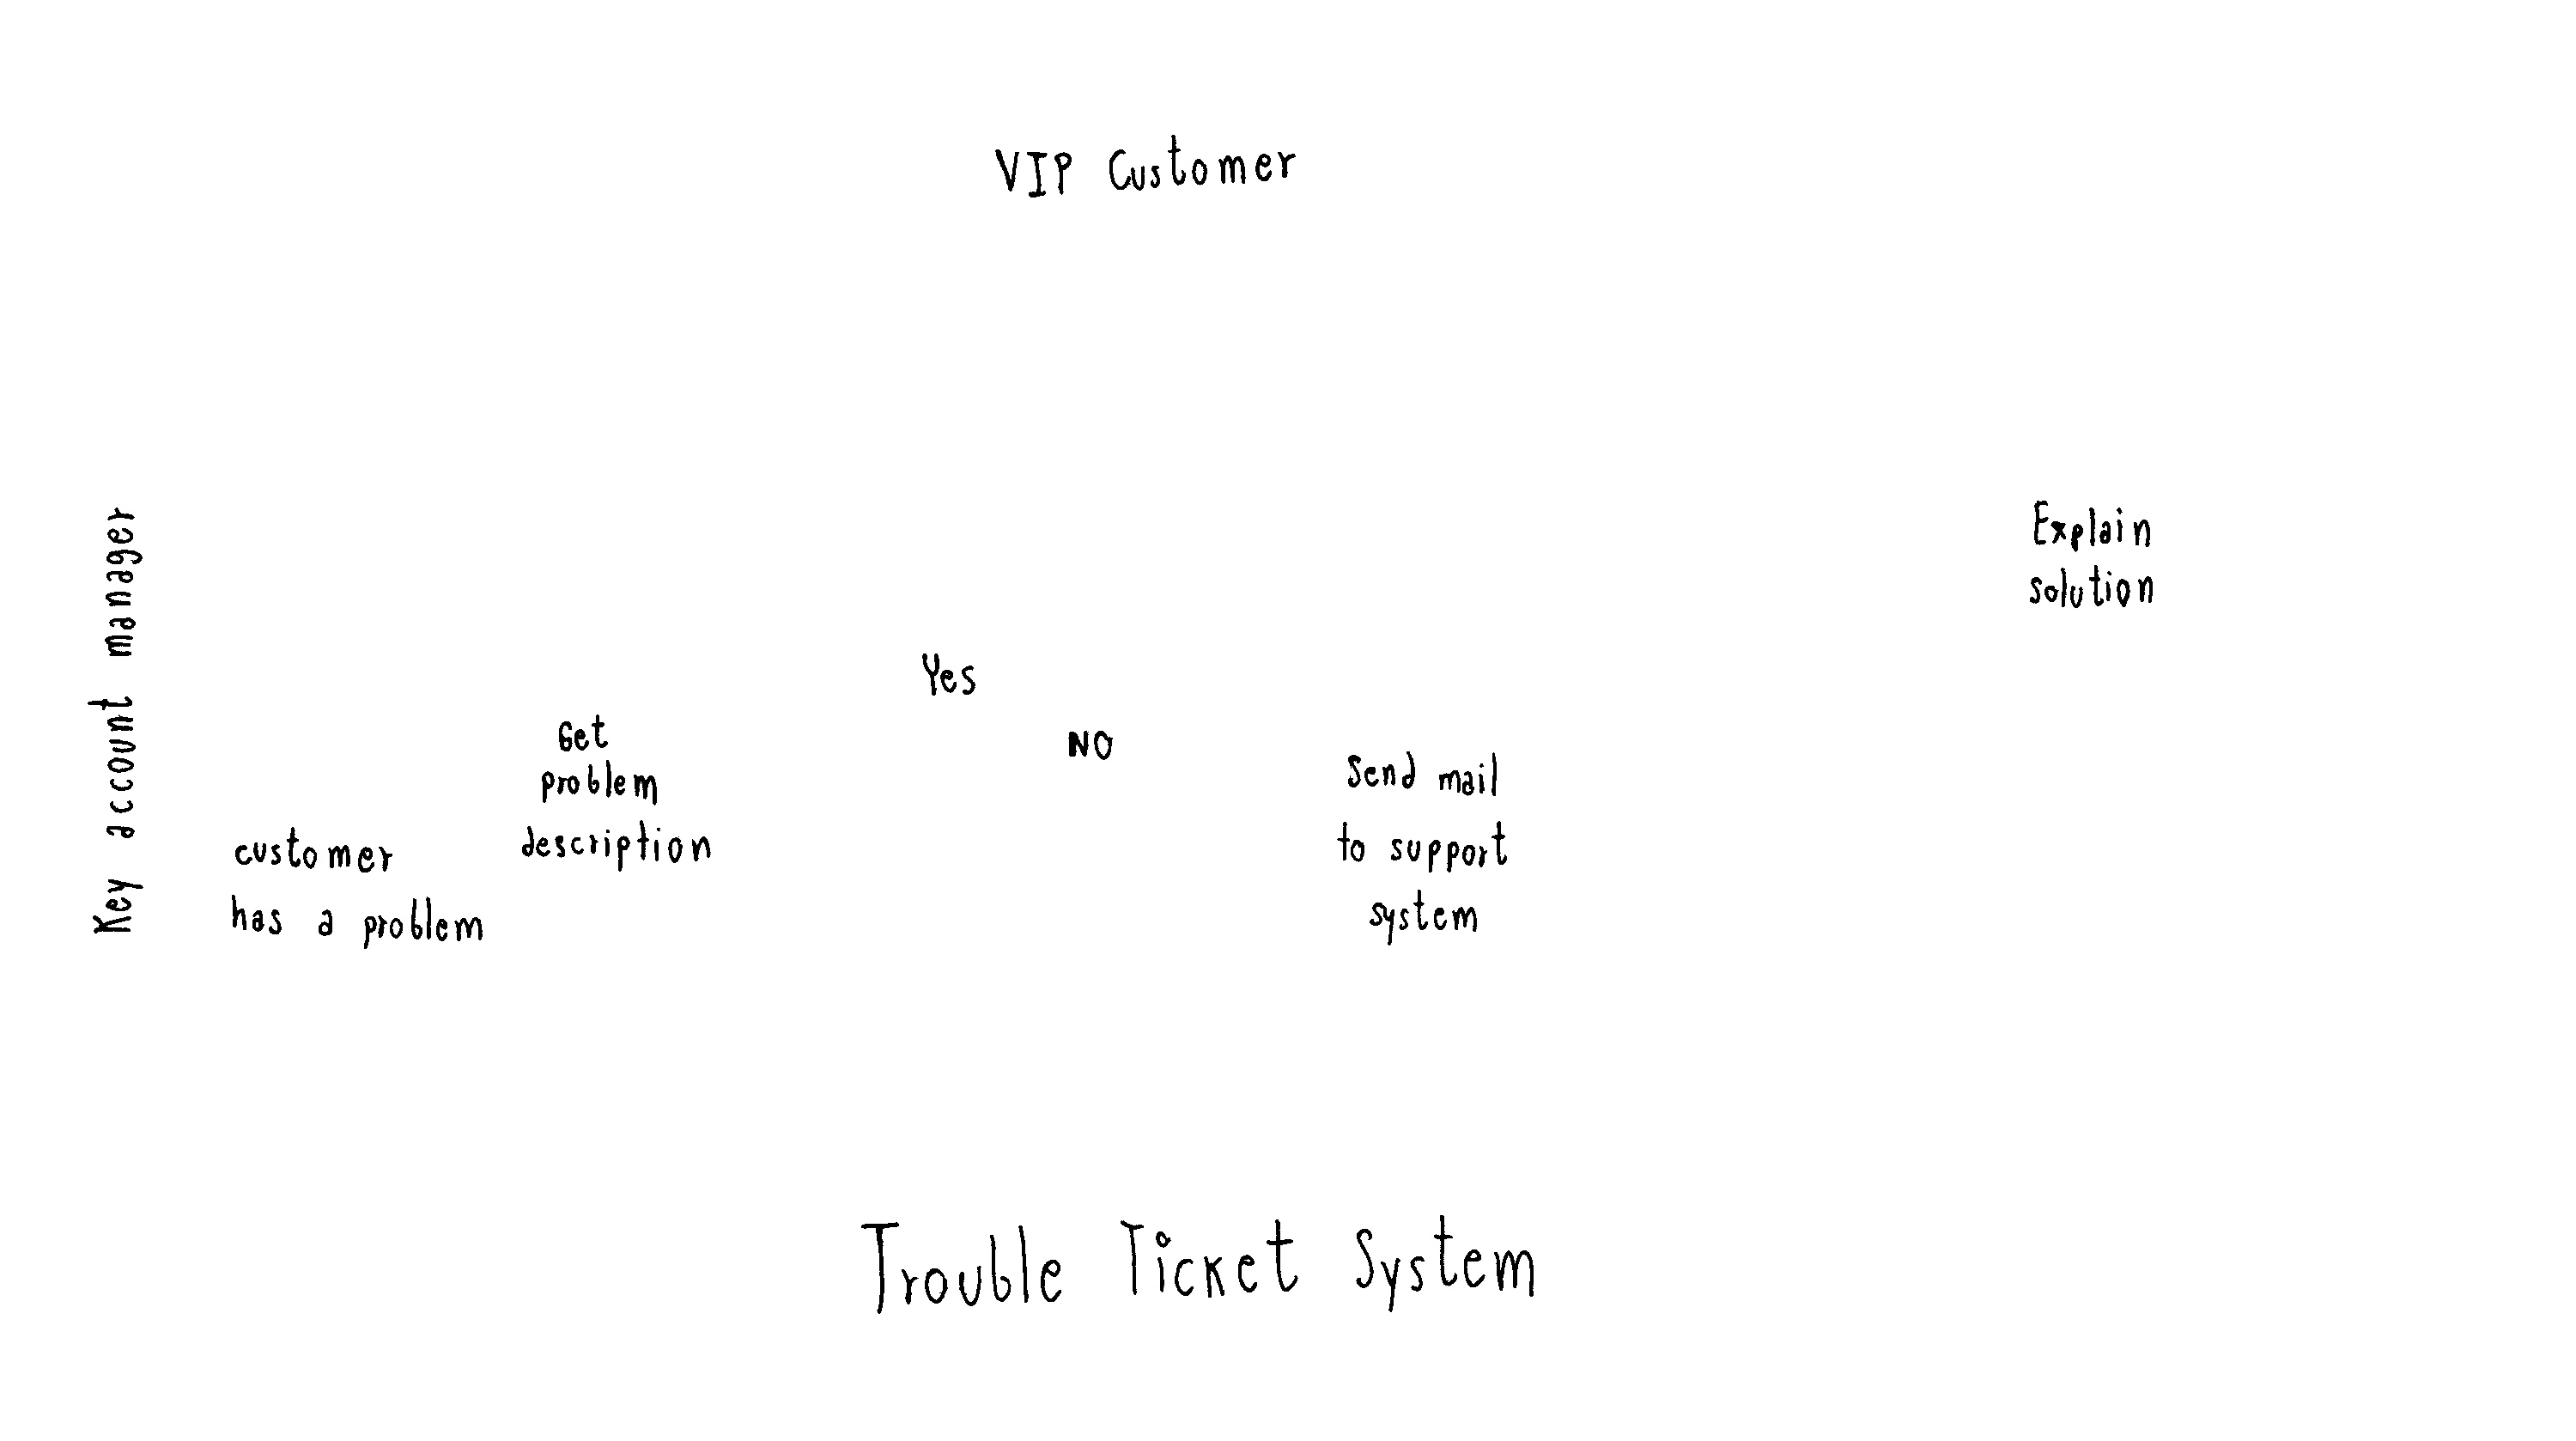 VIP Customer
Key account manager
Explain
solution
Yes
NO
Get
problem
description
Send mail
to support
system
customer
has a problem
Trouble Ticket System